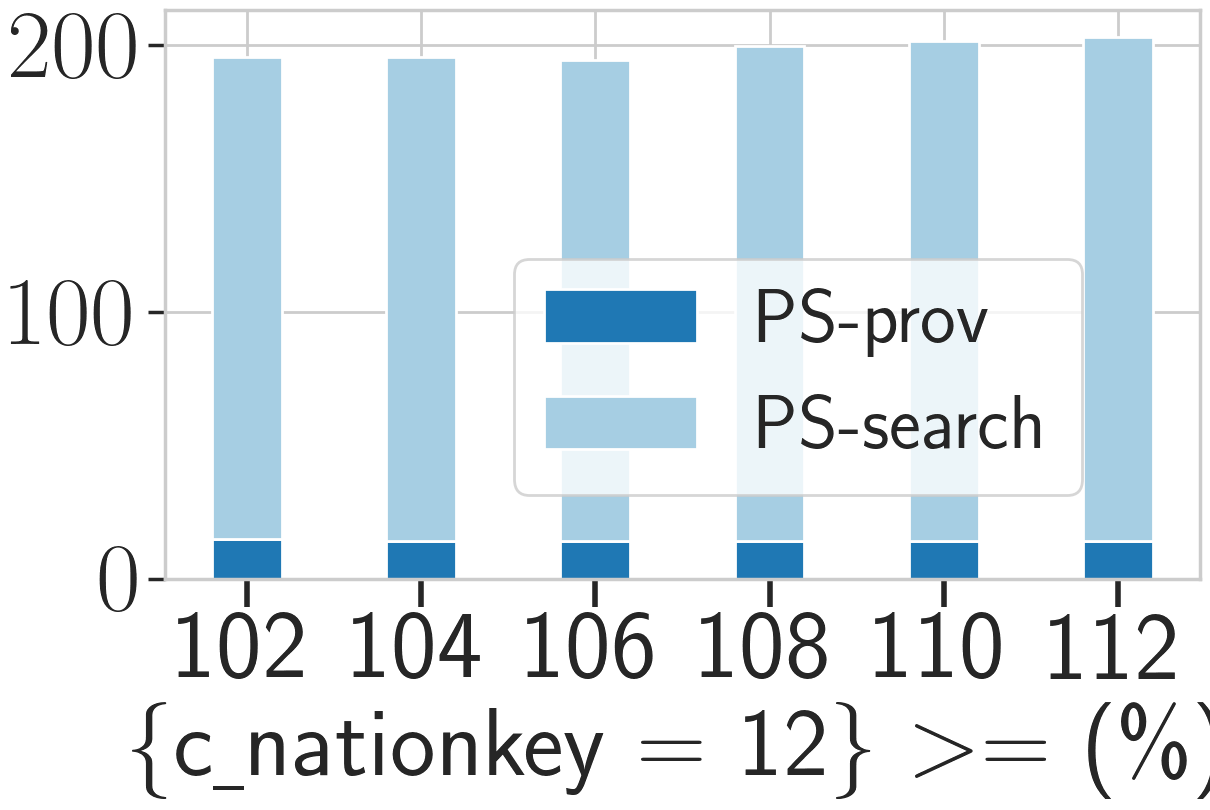 200
100
0
PS-prov
PS-search
102 104 106 108 110 112
{c_nationkey = 12} >= (%)